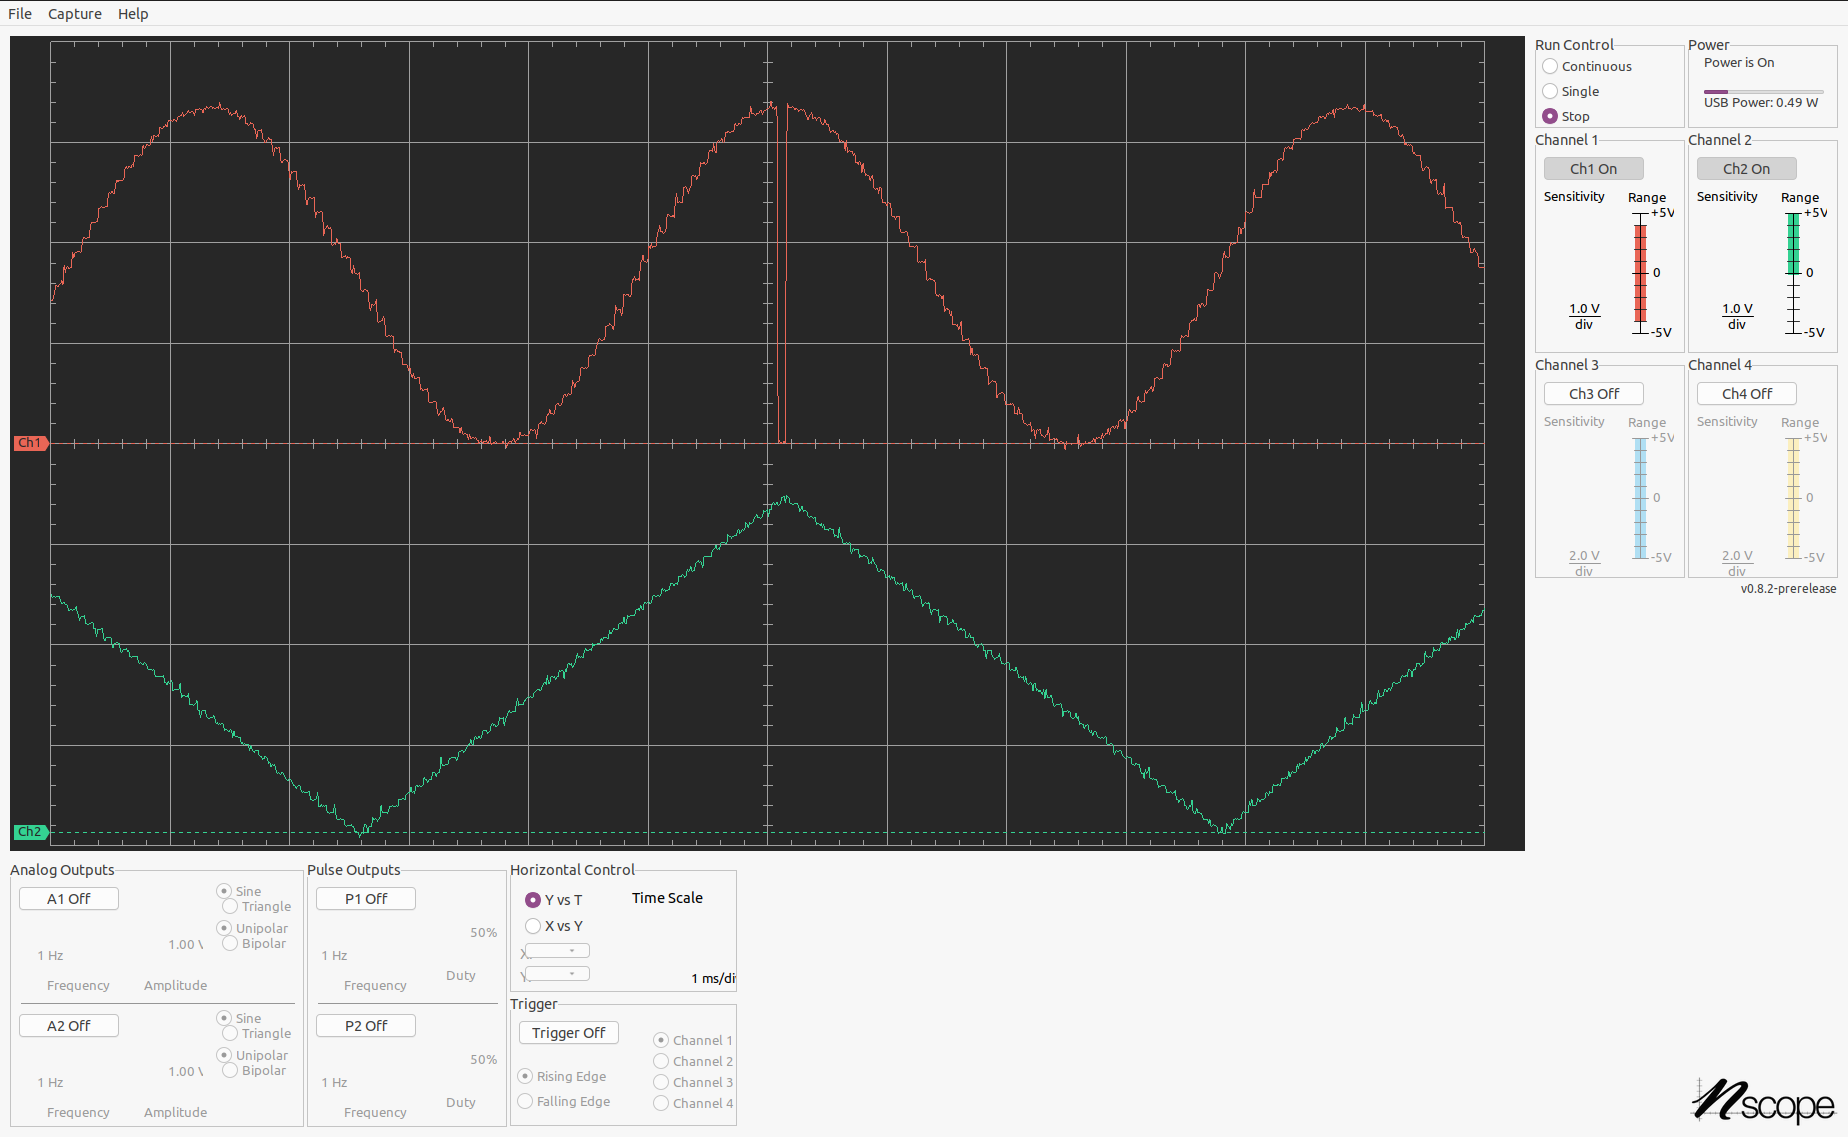 File Capture Help
Run Control
Continuous
Single
Stop
Power
Power is On
USB Power: 0.49 W
Channel 1
Ch1 On
Sensitivity
Range
+5V
0
-5V
1.0 V
div
Channel 2
Ch2 On
Sensitivity
Range
+5V
0
-5V
1.0 V
div
Channel 3
Ch3 Off
Sensitivity
Range
+5V
0
-5V
2.0 V
div
Channel 4
Ch4 Off
Sensitivity
Range
+5V
0
-5V
2.0 V
div
v0.8.2-prerelease
Ch1
Ch2
Analog Outputs
A1 Off
Sine
Triangle
Unipolar
Bipolar
1.00 V
1 Hz
Frequency
Amplitude
A2 Off
Sine
Triangle
Unipolar
Bipolar
1.00 V
1 Hz
Frequency
Amplitude
Pulse Outputs
P1 Off
50%
1 Hz
Duty
Frequency
P2 Off
50%
1 Hz
Duty
Frequency
Horizontal Control
Y vs T
X vs Y
X:
Y:
Time Scale
1 ms/di
Trigger
Trigger Off
Rising Edge
Falling Edge
Channel 1
Channel 2
Channel 3
Channel 4
nscope